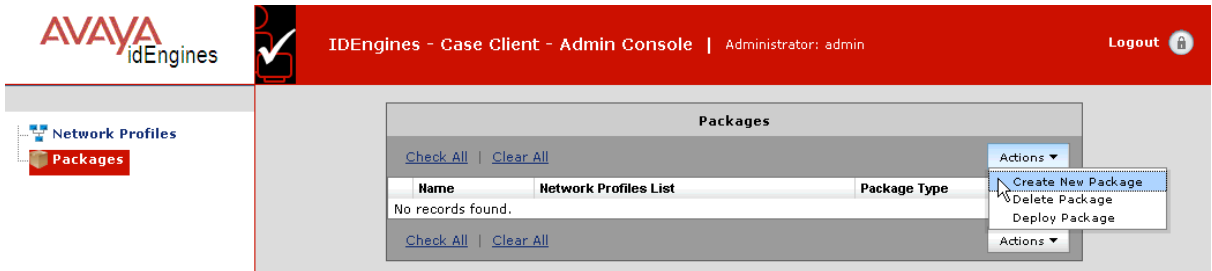 AVAYA
idEngines
IDEngines - Case Client - Admin Console | Administrator: admin
Logout
Network Profiles
Packages
Packages
Check All | Clear All
Actions ▼
Name Network Profiles List Package Type
Create New Package
Delete Package
Deploy Package
No records found.
Check All | Clear All
Actions ▼